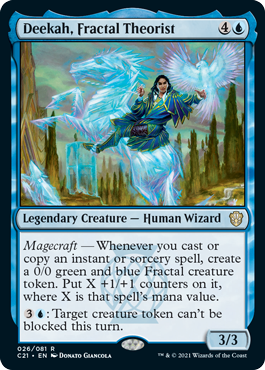 Deekah, Fractal Theorist 4
Legendary Creature — Human Wizard
Magecraft — Whenever you cast or
copy an instant or sorcery spell, create
a 0/0 green and blue Fractal creature
token. Put X +1/+1 counters on it,
where X is that spell's mana value.
3 : Target creature token can't be
blocked this turn.
3/3
026/081 R
C21 • EN Donato Giancola
™ & © 2021 Wizards of the Coast